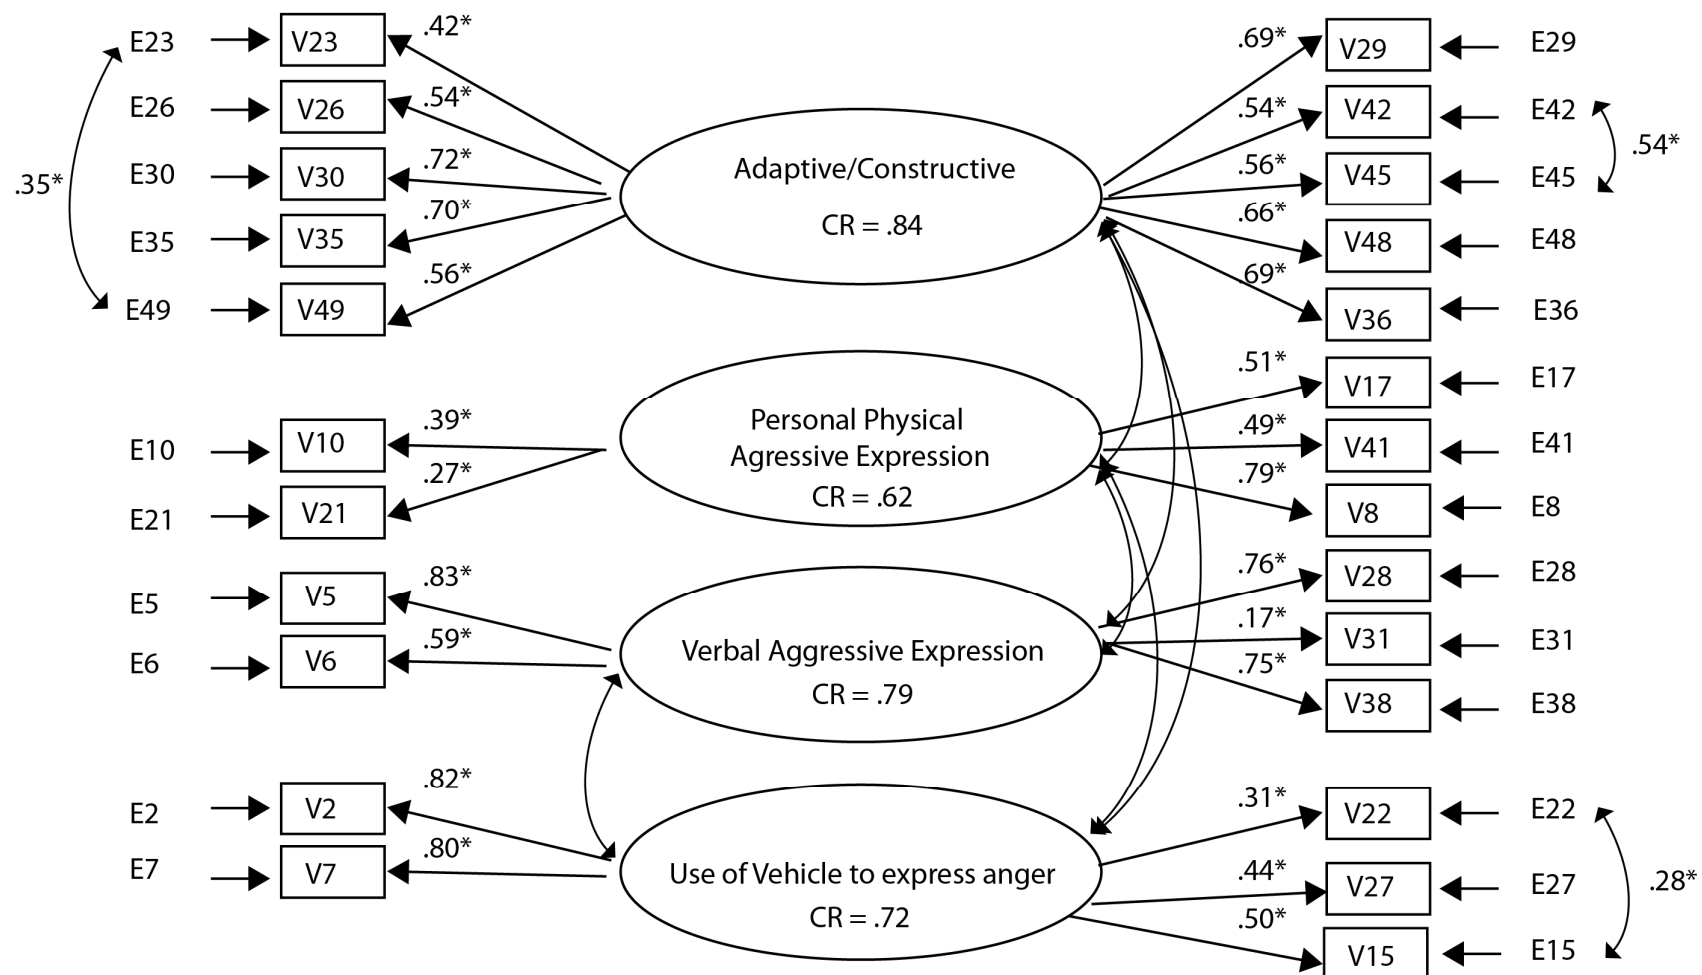 E23 V23 .42* .69* V29 E29
E26 V26 .54* .54* V42 E42
E30 V30 .72* Adaptive/Constructive .56* V45 E45 .54*
.35*
E35 V35 .70* CR = .84 .66* V48 E48
E49 V49 .56* .69* V36 E36
.51* V17 E17
E10 V10 .39* Personal Physical .49* V41 E41
Agressive Expression
E21 V21 .27* CR = .62 .79* V8 E8
E5 V5 .83* .76* V28 E28
E6 V6 .59* Verbal Aggressive Expression .17* V31 E31
CR = .79 .75* V38 E38
E2 V2 .82* .31* V22 E22
E7 V7 .80* Use of Vehicle to express anger .44* V27 E27 .28*
CR = .72 .50* V15 E15